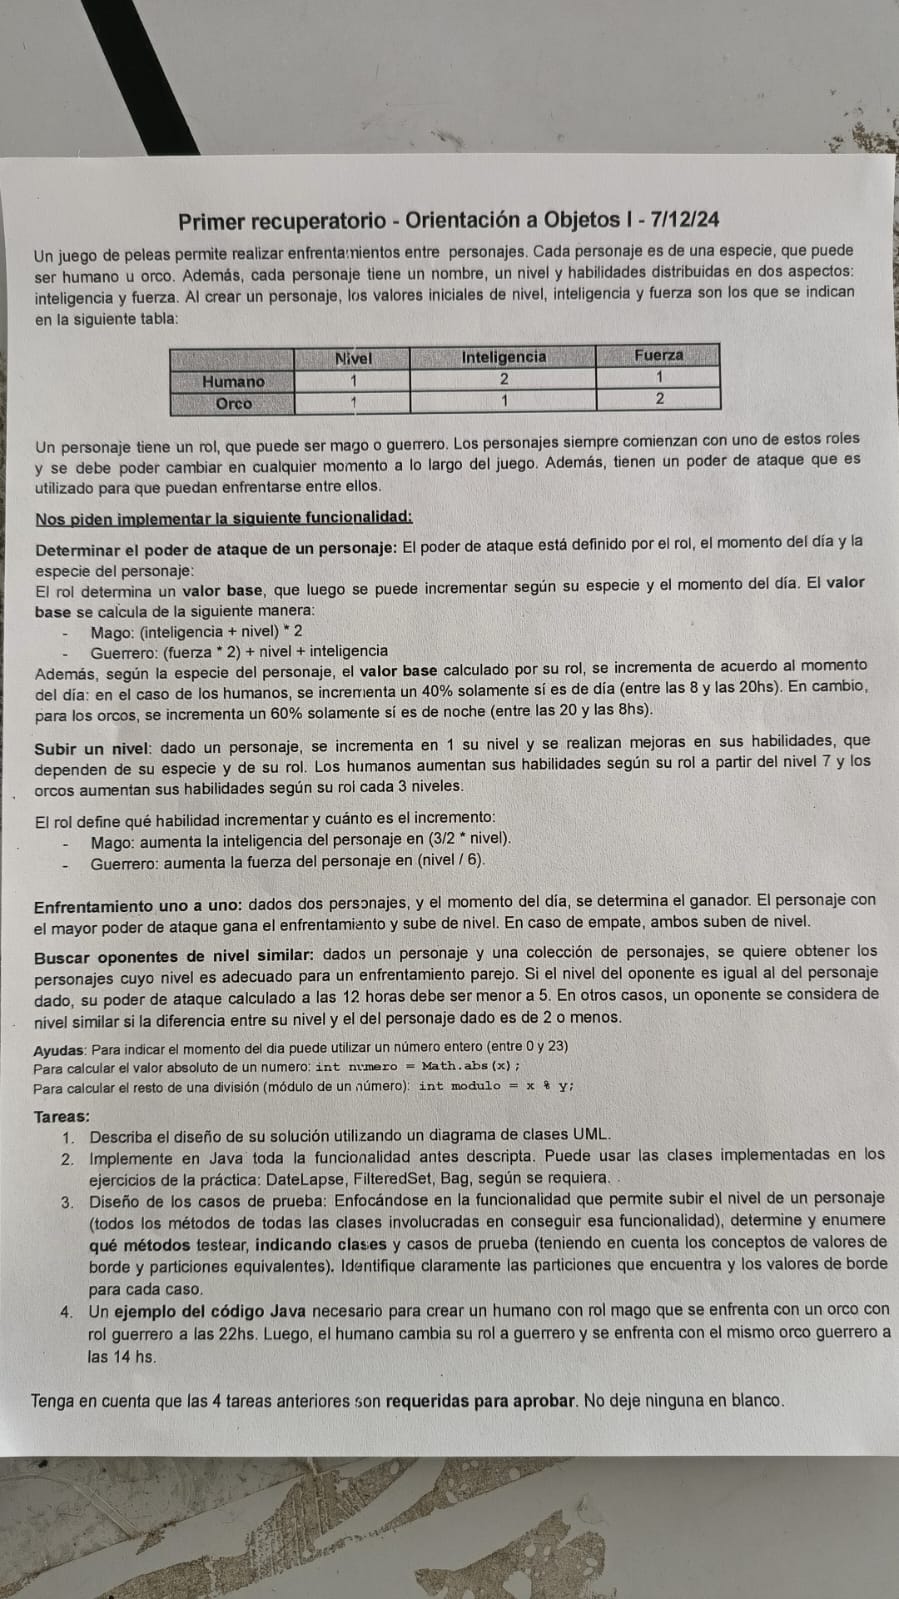 Primer recuperatorio - Orientación a Objetos I - 7/12/24
Un juego de peleas permite realizar enfrentamientos entre personajes. Cada personaje es de una especie, que puede
ser humano u orco. Además, cada personaje tiene un nombre, un nivel y habilidades distribuidas en dos aspectos:
inteligencia y fuerza. Al crear un personaje, los valores iniciales de nivel, inteligencia y fuerza son los que se indican
en la siguiente tabla:
Nivel Inteligencia Fuerza
Humano 1 2 1
Orco 1 1 2
Un personaje tiene un rol, que puede ser mago o guerrero. Los personajes siempre comienzan con uno de estos roles
y se debe poder cambiar en cualquier momento a lo largo del juego. Además, tienen un poder de ataque que es
utilizado para que puedan enfrentarse entre ellos.
Nos piden implementar la siguiente funcionalidad:
Determinar el poder de ataque de un personaje: El poder de ataque está definido por el rol, el momento del día y la
especie del personaje:
El rol determina un valor base, que luego se puede incrementar según su especie y el momento del día. El valor
base se calcula de la siguiente manera:
- Mago: (inteligencia + nivel) * 2
- Guerrero: (fuerza * 2) + nivel + inteligencia
Además, según la especie del personaje, el valor base calculado por su rol, se incrementa de acuerdo al momento
del día: en el caso de los humanos, se incrementa un 40% solamente sí es de día (entre las 8 y las 20hs). En cambio,
para los orcos, se incrementa un 60% solamente sí es de noche (entre las 20 y las 8hs).
Subir un nivel: dado un personaje, se incrementa en 1 su nivel y se realizan mejoras en sus habilidades, que
dependen de su especie y de su rol. Los humanos aumentan sus habilidades según su rol a partir del nivel 7 y los
orcos aumentan sus habilidades según su rol cada 3 niveles.
El rol define qué habilidad incrementar y cuánto es el incremento:
- Mago: aumenta la inteligencia del personaje en (3/2 * nivel).
- Guerrero: aumenta la fuerza del personaje en (nivel / 6).
Enfrentamiento uno a uno: dados dos personajes, y el momento del día, se determina el ganador. El personaje con
el mayor poder de ataque gana el enfrentamiento y sube de nivel. En caso de empate, ambos suben de nivel.
Buscar oponentes de nivel similar: dados un personaje y una colección de personajes, se quiere obtener los
personajes cuyo nivel es adecuado para un enfrentamiento parejo. Si el nivel del oponente es igual al del personaje
dado, su poder de ataque calculado a las 12 horas debe ser menor a 5. En otros casos, un oponente se considera de
nivel similar si la diferencia entre su nivel y el del personaje dado es de 2 o menos.
Ayudas: Para indicar el momento del dia puede utilizar un número entero (entre 0 y 23)
Para calcular el valor absoluto de un numero: int numero = Math.abs(x);
Para calcular el resto de una división (módulo de un número): int modulo = x % y;
Tareas:
1. Describa el diseño de su solución utilizando un diagrama de clases UML.
2. Implemente en Java toda la funcionalidad antes descripta. Puede usar las clases implementadas en los
ejercicios de la práctica: DateLapse, FilteredSet, Bag, según se requiera.
3. Diseño de los casos de prueba: Enfocándose en la funcionalidad que permite subir el nivel de un personaje
(todos los métodos de todas las clases involucradas en conseguir esa funcionalidad), determine y enumere
qué métodos testear, indicando clases y casos de prueba (teniendo en cuenta los conceptos de valores de
borde y particiones equivalentes). Identifique claramente las particiones que encuentra y los valores de borde
para cada caso.
4. Un ejemplo del código Java necesario para crear un humano con rol mago que se enfrenta con un orco con
rol guerrero a las 22hs. Luego, el humano cambia su rol a guerrero y se enfrenta con el mismo orco guerrero a
las 14 hs.
Tenga en cuenta que las 4 tareas anteriores son requeridas para aprobar. No deje ninguna en blanco.